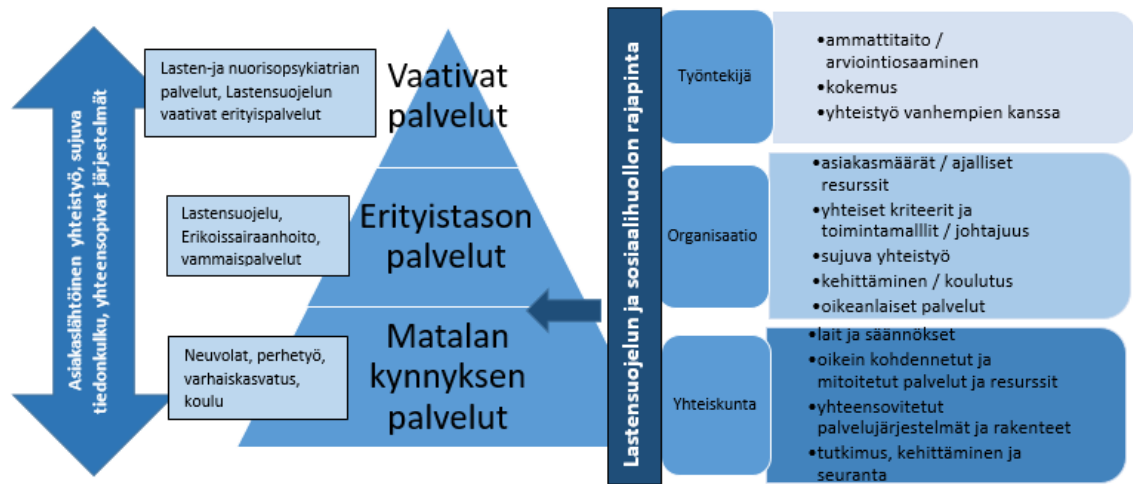 Asiakaslähtöinen yhteistyö, sujuva
tiedonkulku, yhteensopivat järjestelmät
Lasten-ja nuorisopsykiatrian
palvelut, Lastensuojelun
vaativat erityispalvelut
Vaativat
palvelut
Lastensuojelu,
Erikoissairaanhoito,
vammaispalvelut
Erityistason
palvelut
Neuvolat, perhetyö,
varhaiskasvatus,
koulu
Matalan
kynnyksen
palvelut
Lastensuojelun ja sosiaalihuollon rajapinta
Työntekijä
•ammattitaito /
arviointiosaaminen
•kokemus
•yhteistyö vanhempien kanssa
Organisaatio
•asiakasmäärät / ajalliset
resurssit
•yhteiset kriteerit ja
toimintamalllit / johtajuus
•sujuva yhteistyö
•kehittäminen / koulutus
•oikeanlaiset palvelut
Yhteiskunta
•lait ja säännökset
•oikein kohdennetut ja
mitoitetut palvelut ja resurssit
•yhteensovitetut
palvelujärjestelmät ja rakenteet
•tutkimus, kehittäminen ja
seuranta